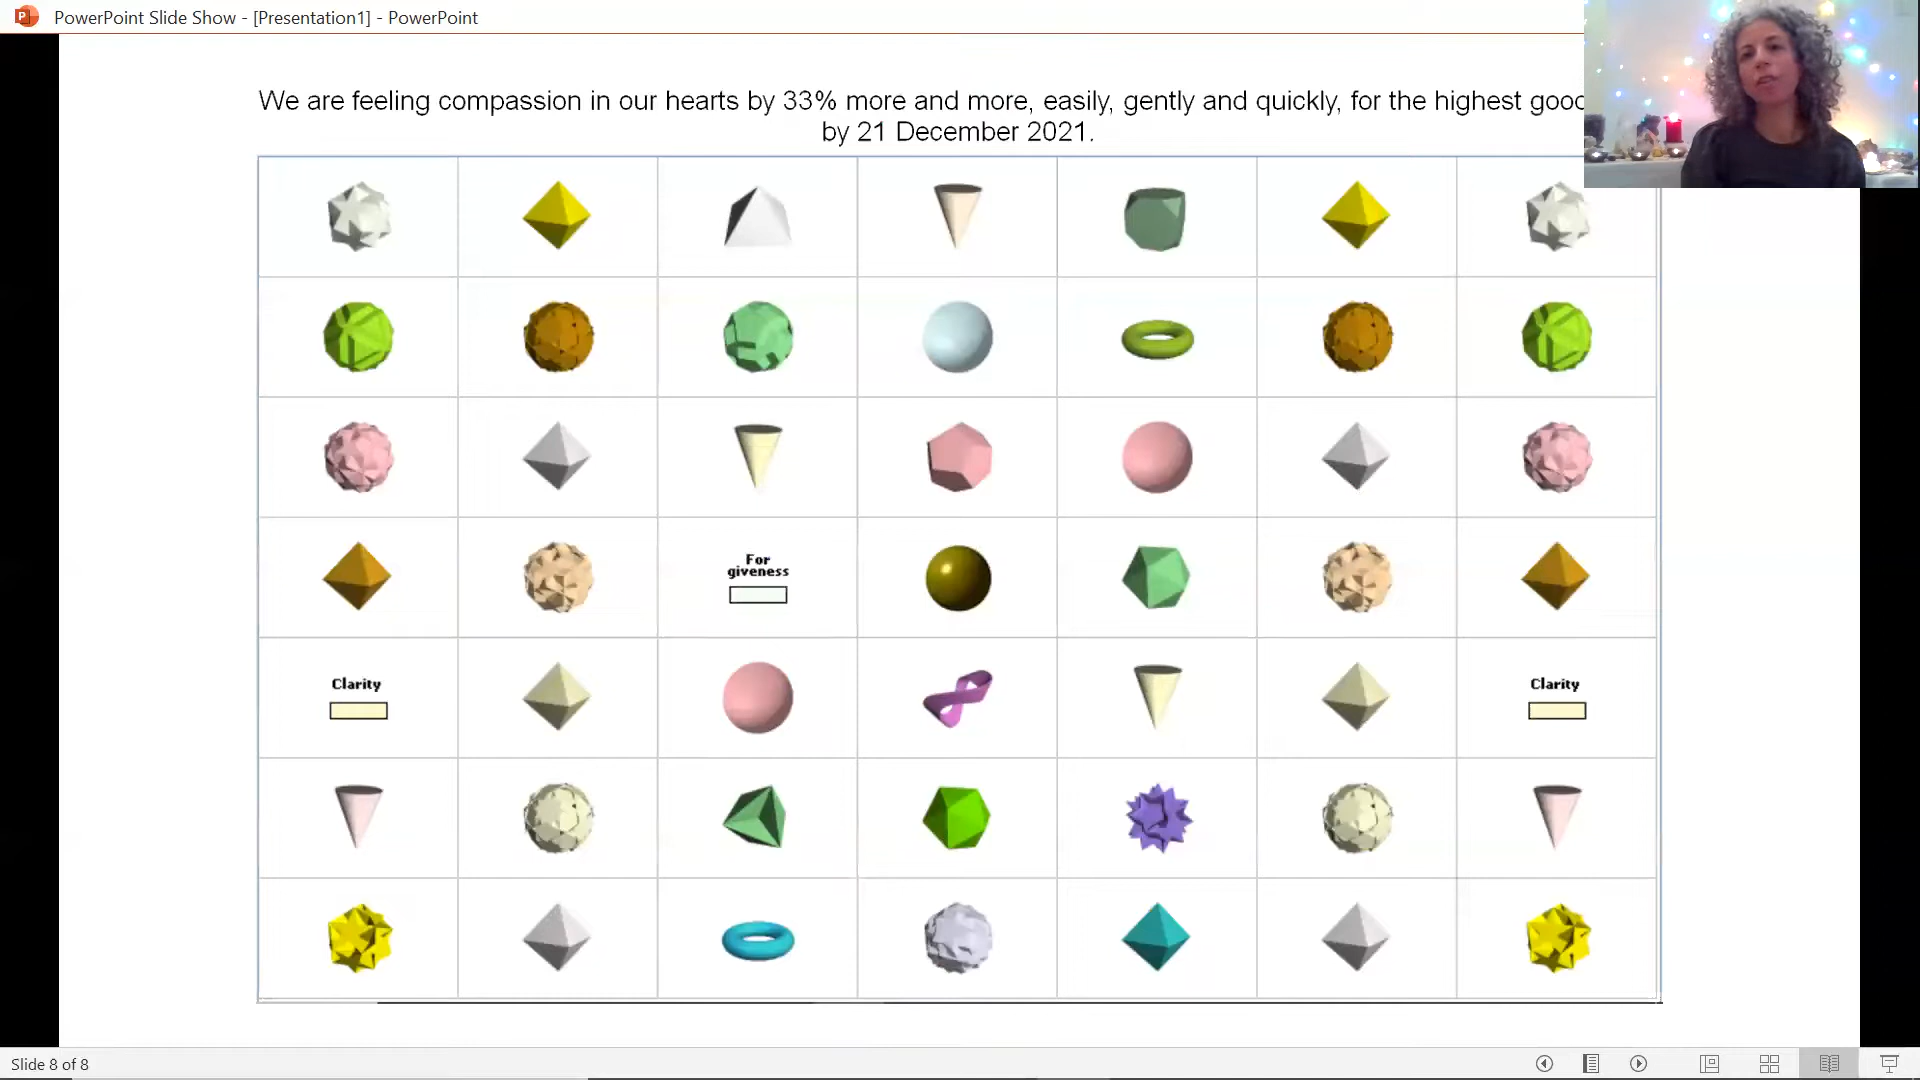 PowerPoint Slide Show - [Presentation1] - PowerPoint
We are feeling compassion in our hearts by 33% more and more, easily, gently and quickly, for the highest good
by 21 December 2021.
For
giveness
Clarity
Clarity
Slide 8 of 8